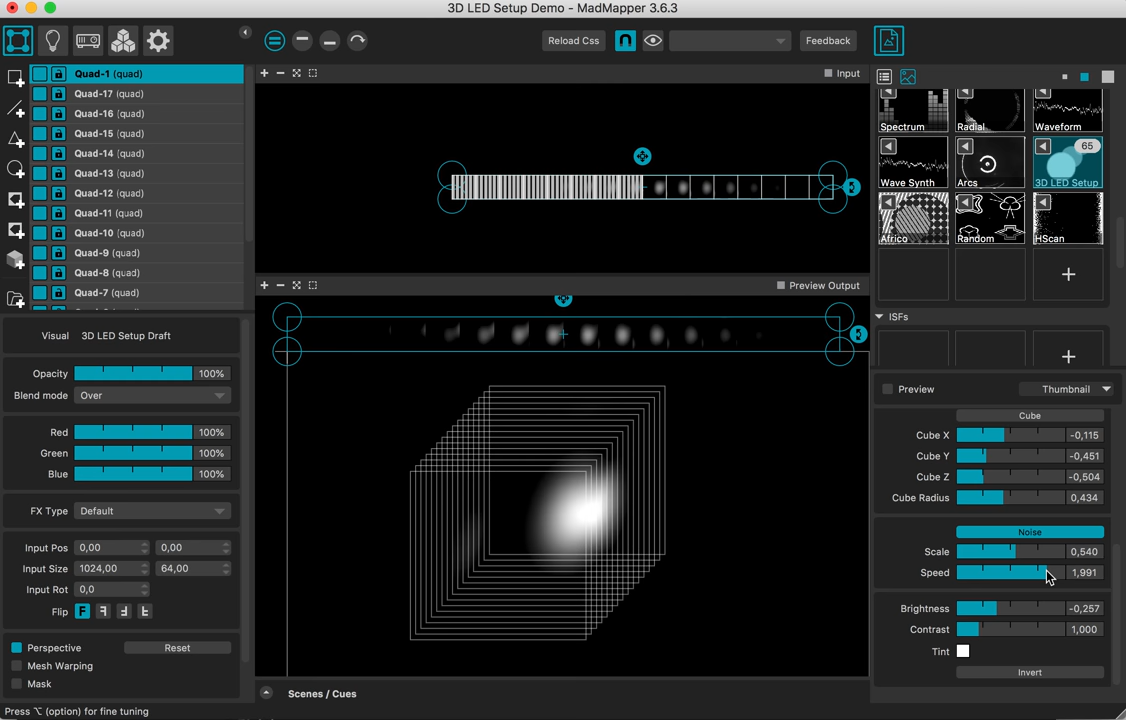 3D LED Setup Demo - MadMapper 3.6.3
Reload Css
Feedback
Quad-1 (quad)
Quad-17 (quad)
Quad-16 (quad)
Quad-15 (quad)
Quad-14 (quad)
Quad-13 (quad)
Quad-12 (quad)
Quad-11 (quad)
Quad-10 (quad)
Quad-9 (quad)
Quad-8 (quad)
Quad-7 (quad)
Visual 3D LED Setup Draft
Opacity 100%
Blend mode Over
Red 100%
Green 100%
Blue 100%
FX Type Default
Input Pos 0,00 0,00
Input Size 1024,00 64,00
Input Rot 0,0
Flip
Perspective Reset
Mesh Warping
Mask
Press ⌥ (option) for fine tuning
Input
Preview Output
Scenes / Cues
Spectrum Radial Waveform
65
Wave Synth Arcs 3D LED Setup
Africo Random HScan
ISFs
Preview Thumbnail
Cube
Cube X -0,115
Cube Y -0,451
Cube Z -0,504
Cube Radius 0,434
Noise
Scale 0,540
Speed 1,991
Brightness -0,257
Contrast 1,000
Tint
Invert